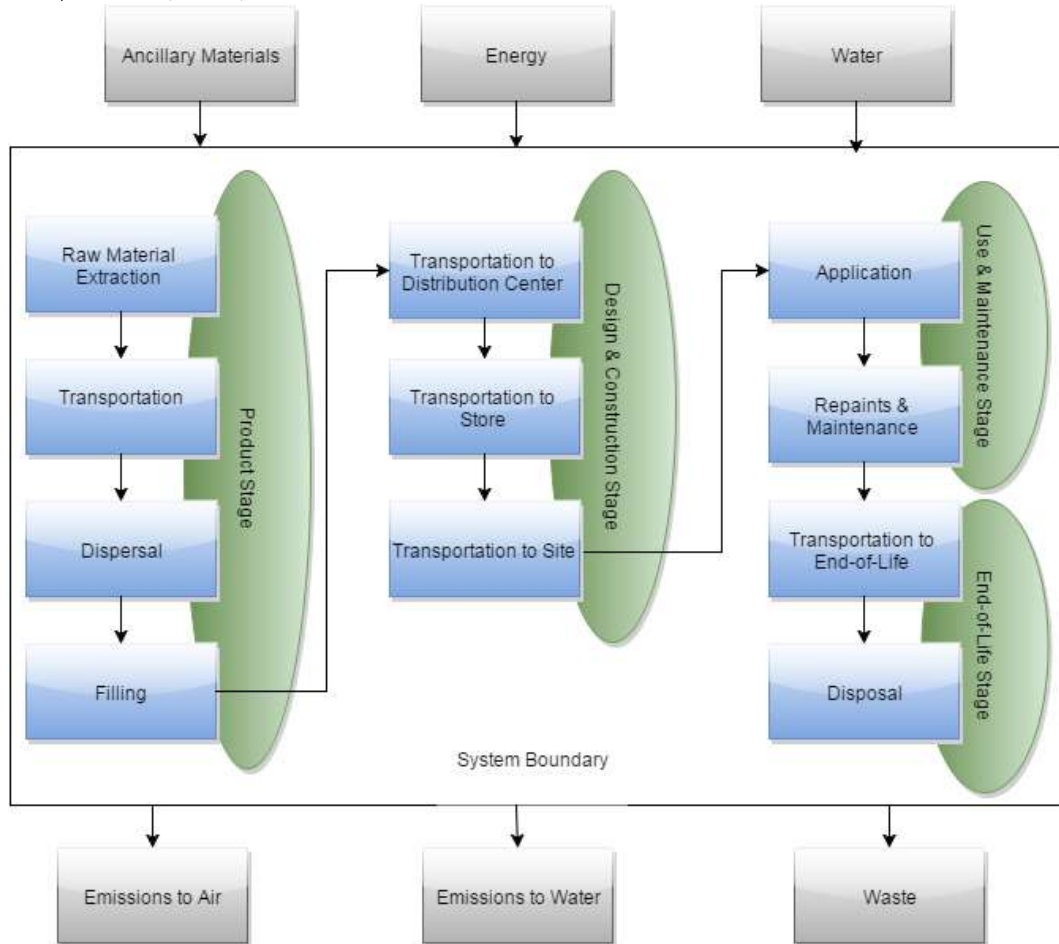 Ancillary Materials
Energy
Water
Raw Material
Extraction
Transportation
Dispersal
Filling
Product Stage
Transportation to
Distribution Center
Transportation to
Store
Transportation to Site
Design & Construction Stage
Application
Repaints &
Maintenance
Use & Maintenance Stage
Transportation to
End-of-Life
Disposal
End-of-Life Stage
System Boundary
Emissions to Air
Emissions to Water
Waste